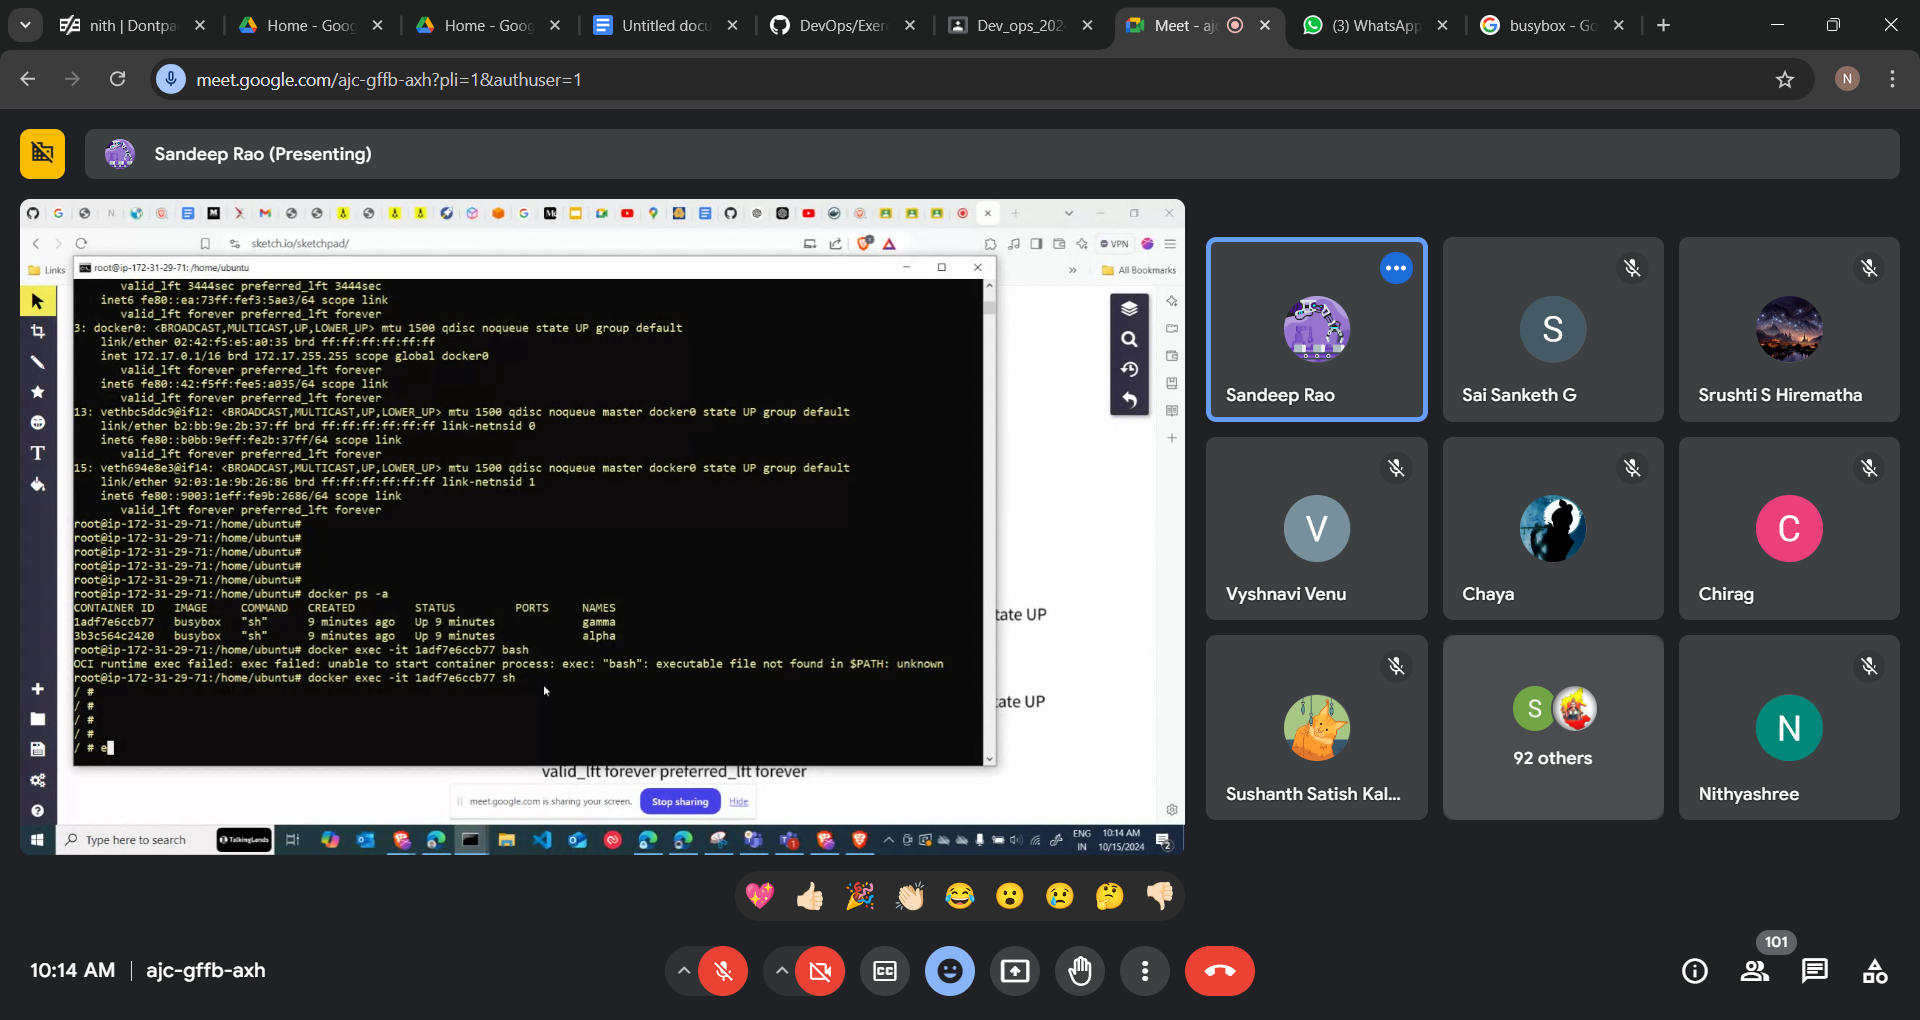 nith | Dontpa
Home - Goog
Home - Goog
Untitled docu
DevOps/Exer
Dev_ops_202
Meet - aj
(3) WhatsApp
busybox - Go
meet.google.com/ajc-gffb-axh?pli=1&authuser=1
N
Sandeep Rao (Presenting)
sketch.io/sketchpad/
VPN
Links
All Bookmarks
root@ip-172-31-29-71: /home/ubuntu
valid_lft 3444sec preferred_lft 3444sec
inet6 fe80::ea:73ff:fef3:5ae3/64 scope link
valid_lft forever preferred_lft forever
3: docker0: <BROADCAST,MULTICAST,UP,LOWER_UP> mtu 1500 qdisc noqueue state UP group default
link/ether 02:42:f5:e5:a0:35 brd ff:ff:ff:ff:ff:ff
inet 172.17.0.1/16 brd 172.17.255.255 scope global docker0
valid_lft forever preferred_lft forever
inet6 fe80::42:f5ff:fee5:a035/64 scope link
valid_lft forever preferred_lft forever
13: vethbc5ddc9@if12: <BROADCAST,MULTICAST,UP,LOWER_UP> mtu 1500 qdisc noqueue master docker0 state UP group default
link/ether b2:bb:9e:2b:37:ff brd ff:ff:ff:ff:ff:ff link-netnsid 0
inet6 fe80::b0bb:9eff:fe2b:37ff/64 scope link
valid_lft forever preferred_lft forever
15: veth694e8e3@if14: <BROADCAST,MULTICAST,UP,LOWER_UP> mtu 1500 qdisc noqueue master docker0 state UP group default
link/ether 92:03:1e:9b:26:86 brd ff:ff:ff:ff:ff:ff link-netnsid 1
inet6 fe80::9003:1eff:fe9b:2686/64 scope link
valid_lft forever preferred_lft forever
root@ip-172-31-29-71:/home/ubuntu#
root@ip-172-31-29-71:/home/ubuntu#
root@ip-172-31-29-71:/home/ubuntu#
root@ip-172-31-29-71:/home/ubuntu#
root@ip-172-31-29-71:/home/ubuntu#
root@ip-172-31-29-71:/home/ubuntu# docker ps -a
CONTAINER ID IMAGE COMMAND CREATED STATUS PORTS NAMES
1adf7e6ccb77 busybox "sh" 9 minutes ago Up 9 minutes gamma
3b3c564c2420 busybox "sh" 9 minutes ago Up 9 minutes alpha
root@ip-172-31-29-71:/home/ubuntu# docker exec -it 1adf7e6ccb77 bash
OCI runtime exec failed: exec failed: unable to start container process: exec: "bash": executable file not found in $PATH: unknown
root@ip-172-31-29-71:/home/ubuntu# docker exec -it 1adf7e6ccb77 sh
/ #
/ #
/ #
/ #
/ # e
tate UP
tate UP
valid_lft forever preferred_lft forever
meet.google.com is sharing your screen.
Stop sharing
Hide
Type here to search
TalkingLands
ENG
IN
10:14 AM
10/15/2024
2
Sandeep Rao
S
Sai Sanketh G
Srushti S Hirematha
V
Vyshnavi Venu
Chaya
C
Chirag
Sushanth Satish Kal...
S
92 others
N
Nithyashree
10:14 AM | ajc-gffb-axh
CC
101